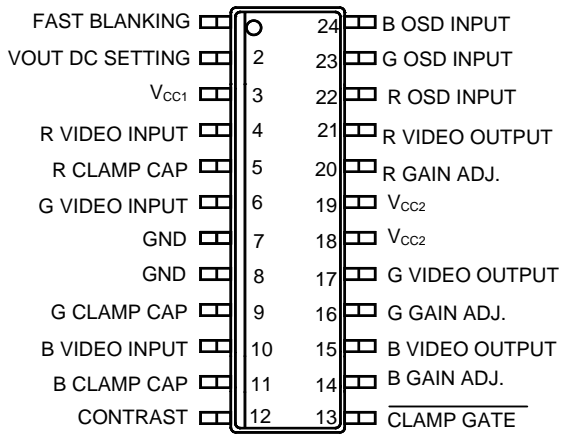 FAST BLANKING 24 B OSD INPUT
VOUT DC SETTING 2 23 G OSD INPUT
VCC1 3 22 R OSD INPUT
R VIDEO INPUT 4 21 R VIDEO OUTPUT
R CLAMP CAP 5 20 R GAIN ADJ.
G VIDEO INPUT 6 19 VCC2
GND 7 18 VCC2
GND 8 17 G VIDEO OUTPUT
G CLAMP CAP 9 16 G GAIN ADJ.
B VIDEO INPUT 10 15 B VIDEO OUTPUT
B CLAMP CAP 11 14 B GAIN ADJ.
CONTRAST 12 13 CLAMP GATE